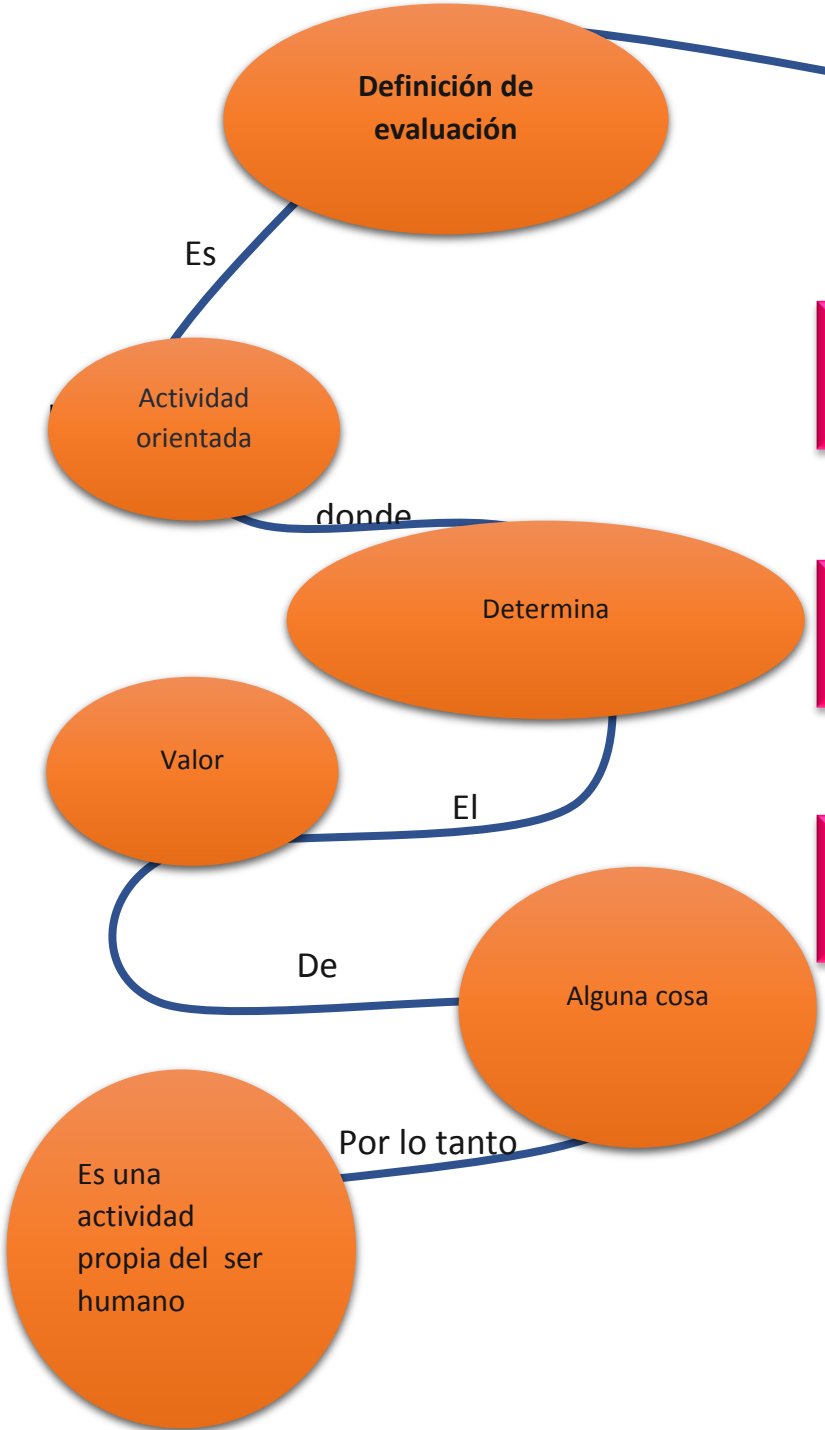 Definición de
evaluación
Es
Actividad
orientada
donde
Determina
El
Valor
De
Alguna cosa
Por lo tanto
Es una
actividad
propia del ser
humano